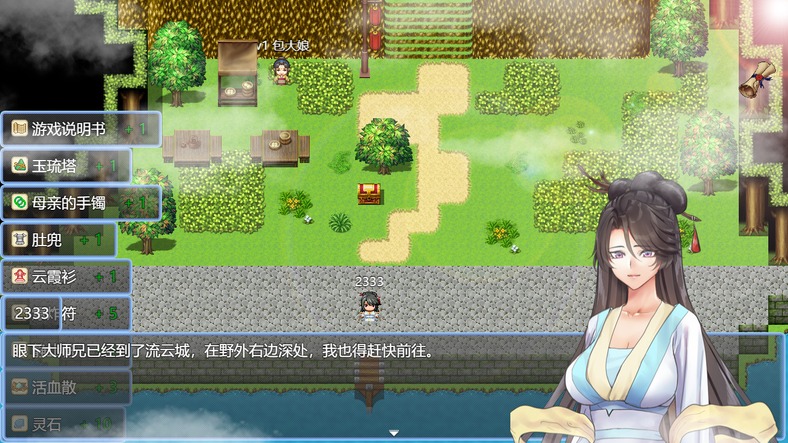 v1 包大娘
游戏说明书 + 1
玉琉塔 + 1
母亲的手镯 + 1
肚兜 + 1
云霞衫 + 1
2333
2333
符 + 5
眼下大师兄已经到了流云城，在野外右边深处，我也得赶快前往。
活血散
灵石